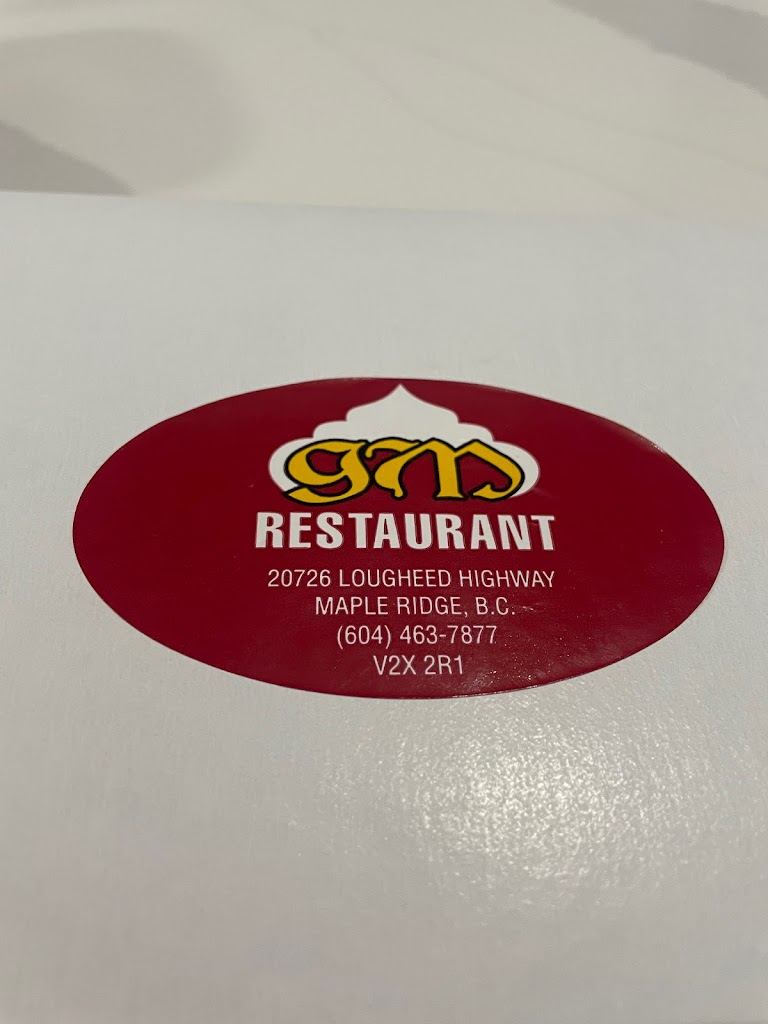 GM
RESTAURANT
20726 LOUGHEED HIGHWAY
MAPLE RIDGE, B.C.
(604) 463-7877
V2X 2R1